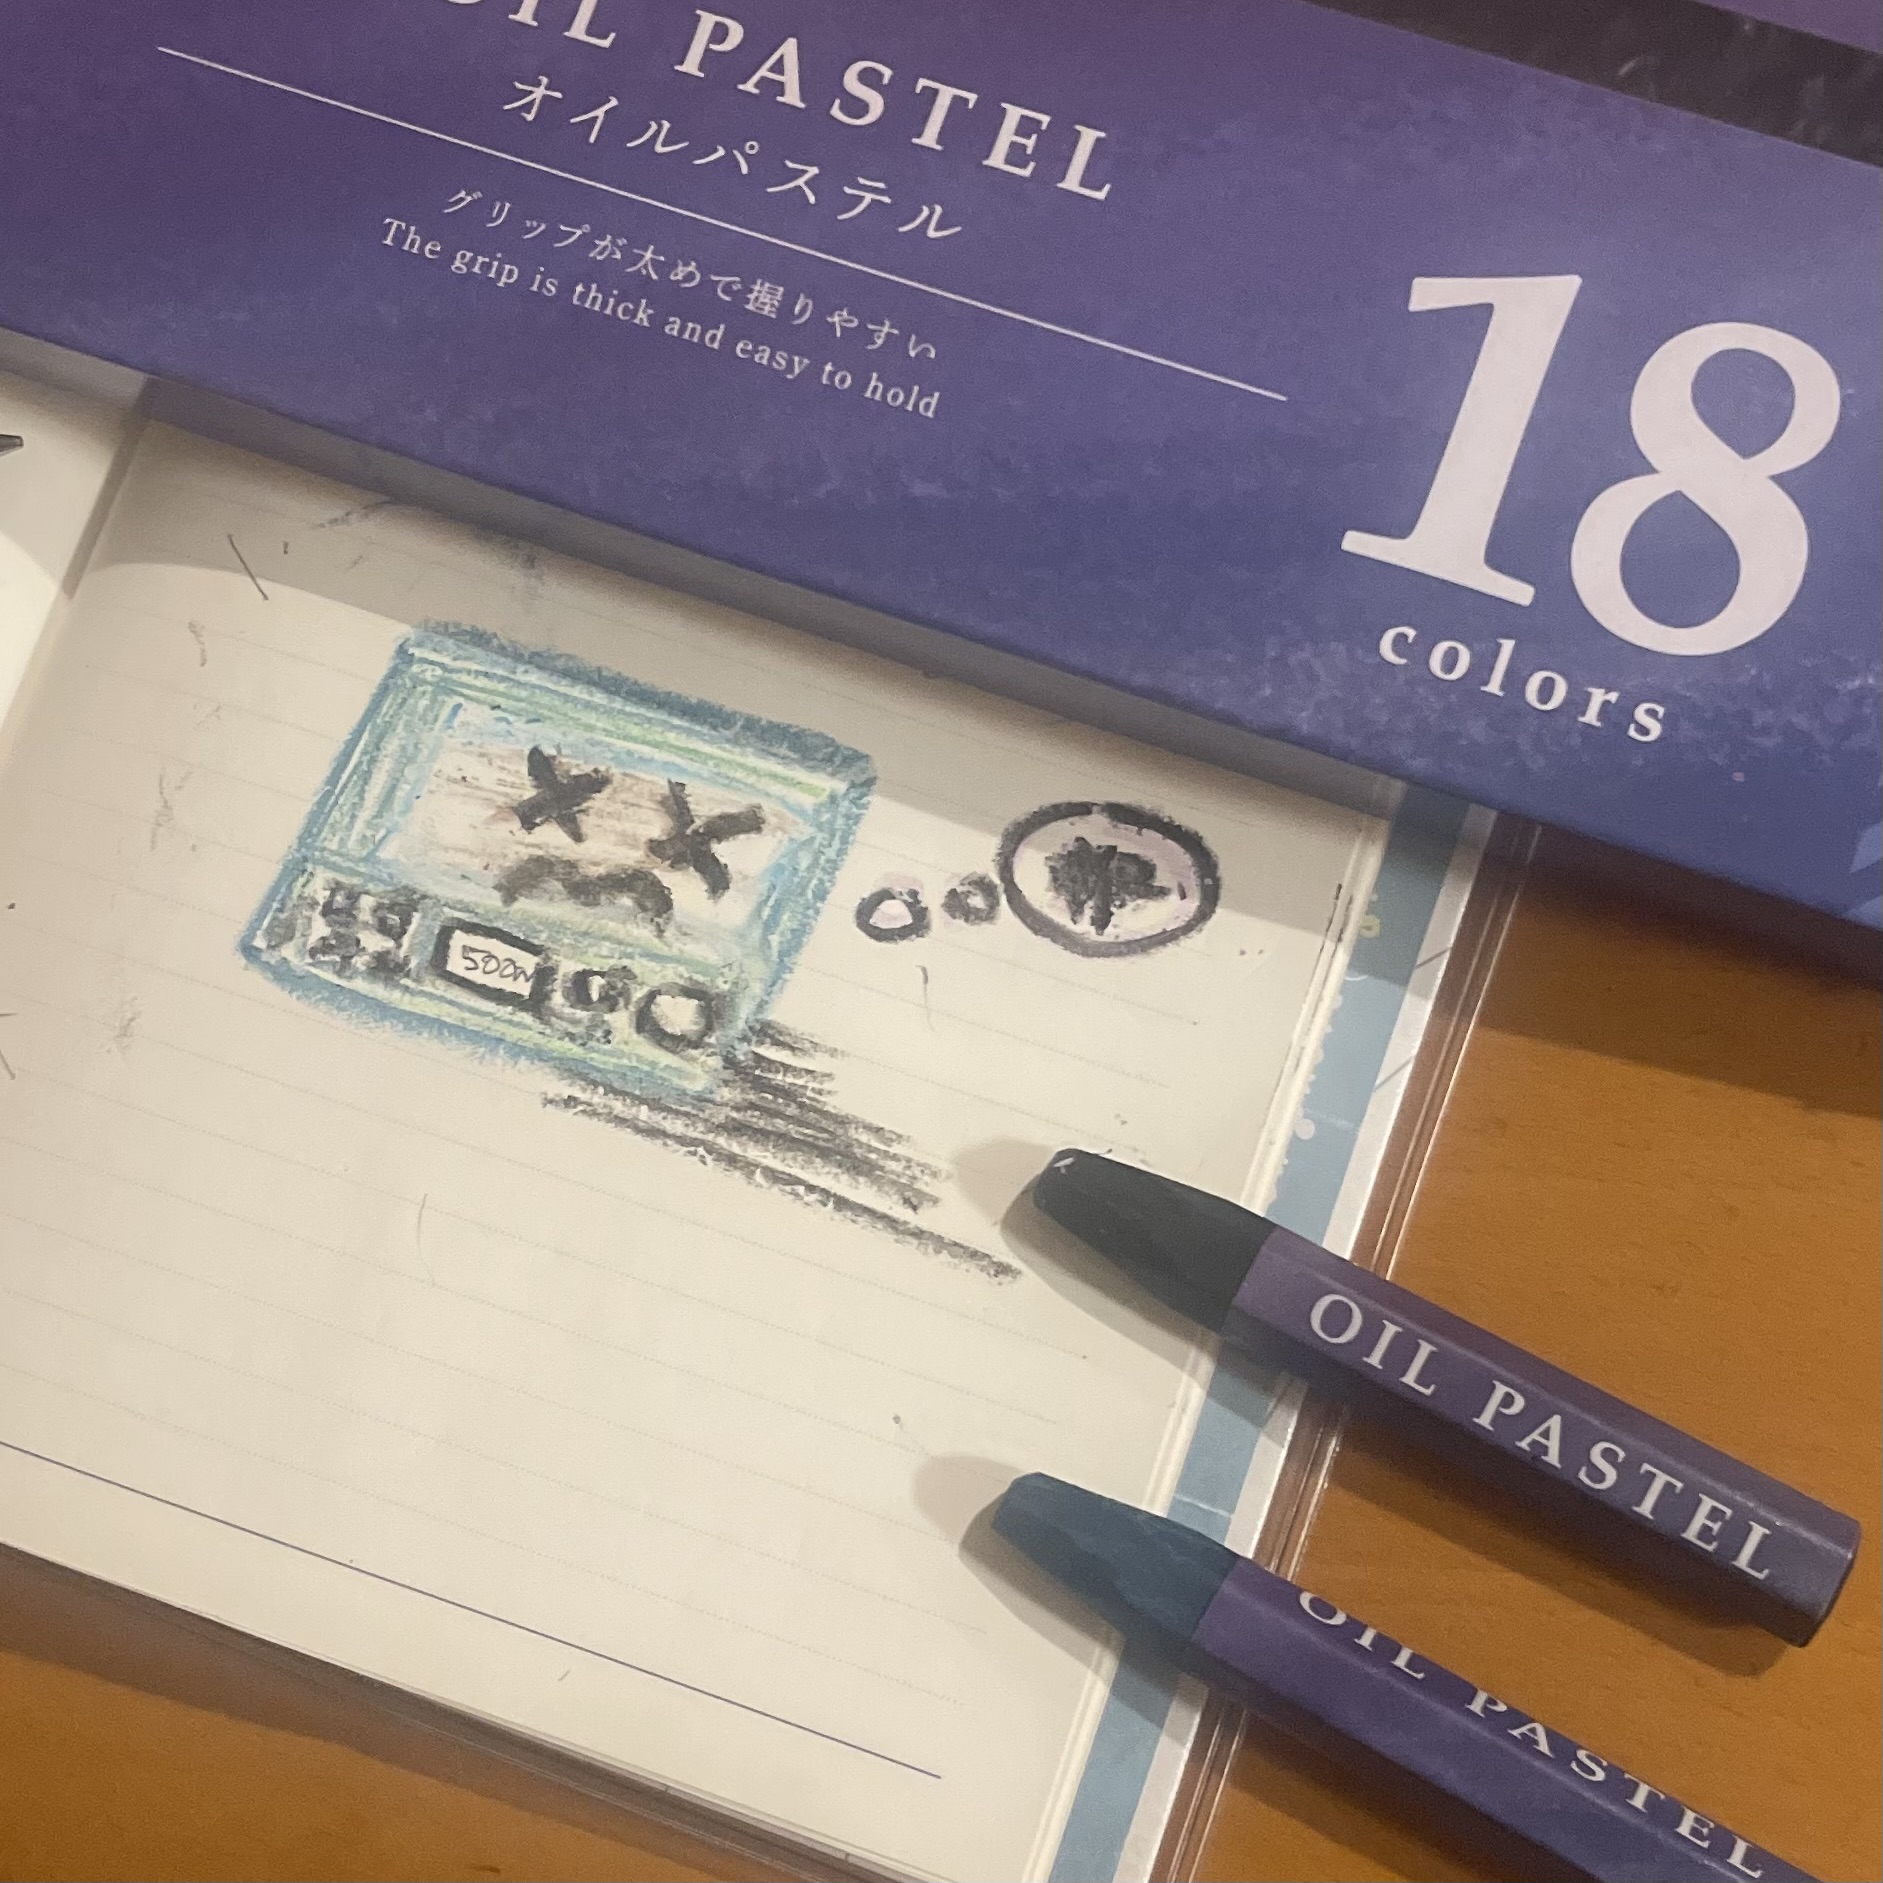 OIL PASTEL
オイルパステル
グリップが太めで握りやすい
The grip is thick and easy to hold
18
colors
500w
OIL PASTEL
OIL PASTEL